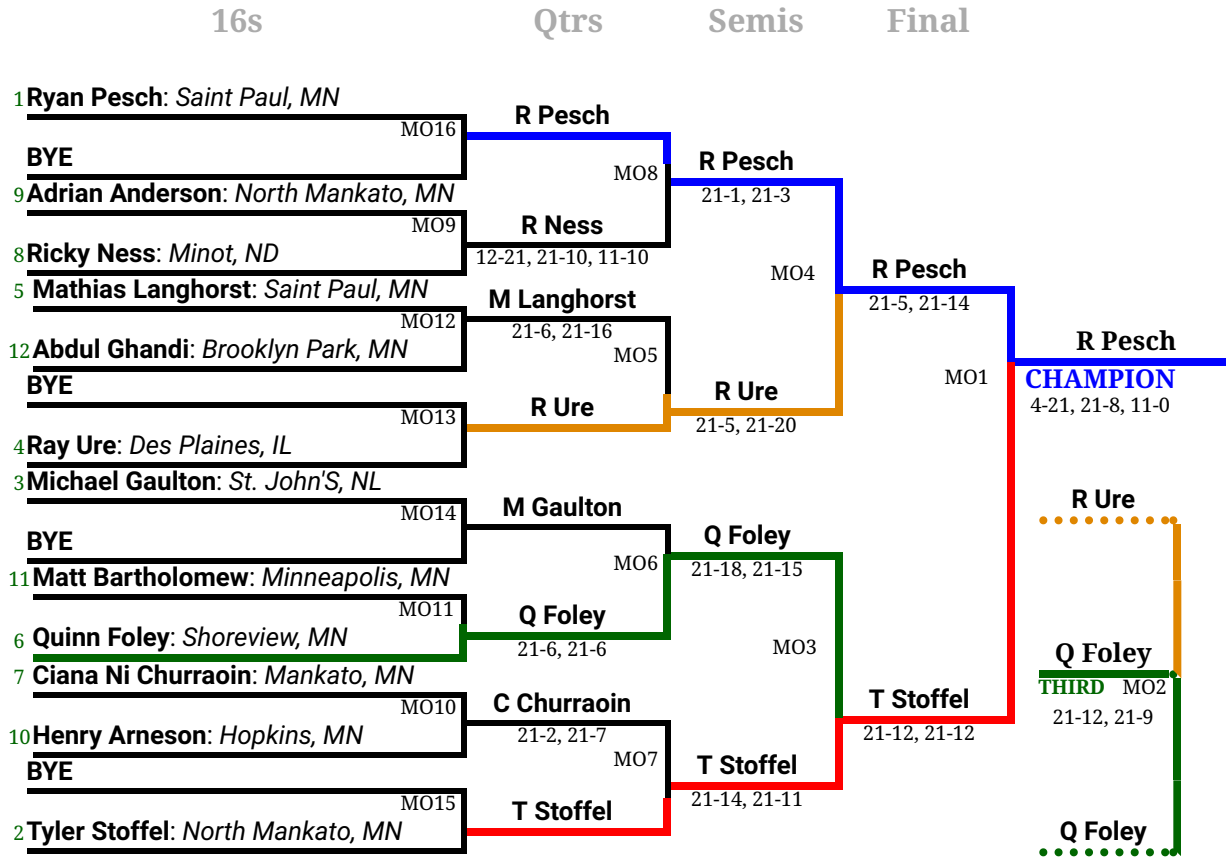 16s Qtrs Semis Final
1 Ryan Pesch: Saint Paul, MN
MO16
BYE
R Pesch
9 Adrian Anderson: North Mankato, MN
MO9
8 Ricky Ness: Minot, ND
R Ness
12-21, 21-10, 11-10
MO8
R Pesch
21-1, 21-3
5 Mathias Langhorst: Saint Paul, MN
MO12
12 Abdul Ghandi: Brooklyn Park, MN
M Langhorst
21-6, 21-16
BYE
MO13
4 Ray Ure: Des Plaines, IL
R Ure
MO5
R Ure
21-5, 21-20
MO4
R Pesch
21-5, 21-14
3 Michael Gaulton: St. John'S, NL
MO14
BYE
M Gaulton
11 Matt Bartholomew: Minneapolis, MN
MO11
6 Quinn Foley: Shoreview, MN
Q Foley
21-6, 21-6
MO6
Q Foley
21-18, 21-15
7 Ciana Ni Churraoin: Mankato, MN
MO10
10 Henry Arneson: Hopkins, MN
C Churraoin
21-2, 21-7
BYE
MO15
2 Tyler Stoffel: North Mankato, MN
T Stoffel
MO7
T Stoffel
21-14, 21-11
MO3
T Stoffel
21-12, 21-12
MO1
R Pesch
CHAMPION
4-21, 21-8, 11-0
R Ure
Q Foley
THIRD MO2
21-12, 21-9
Q Foley